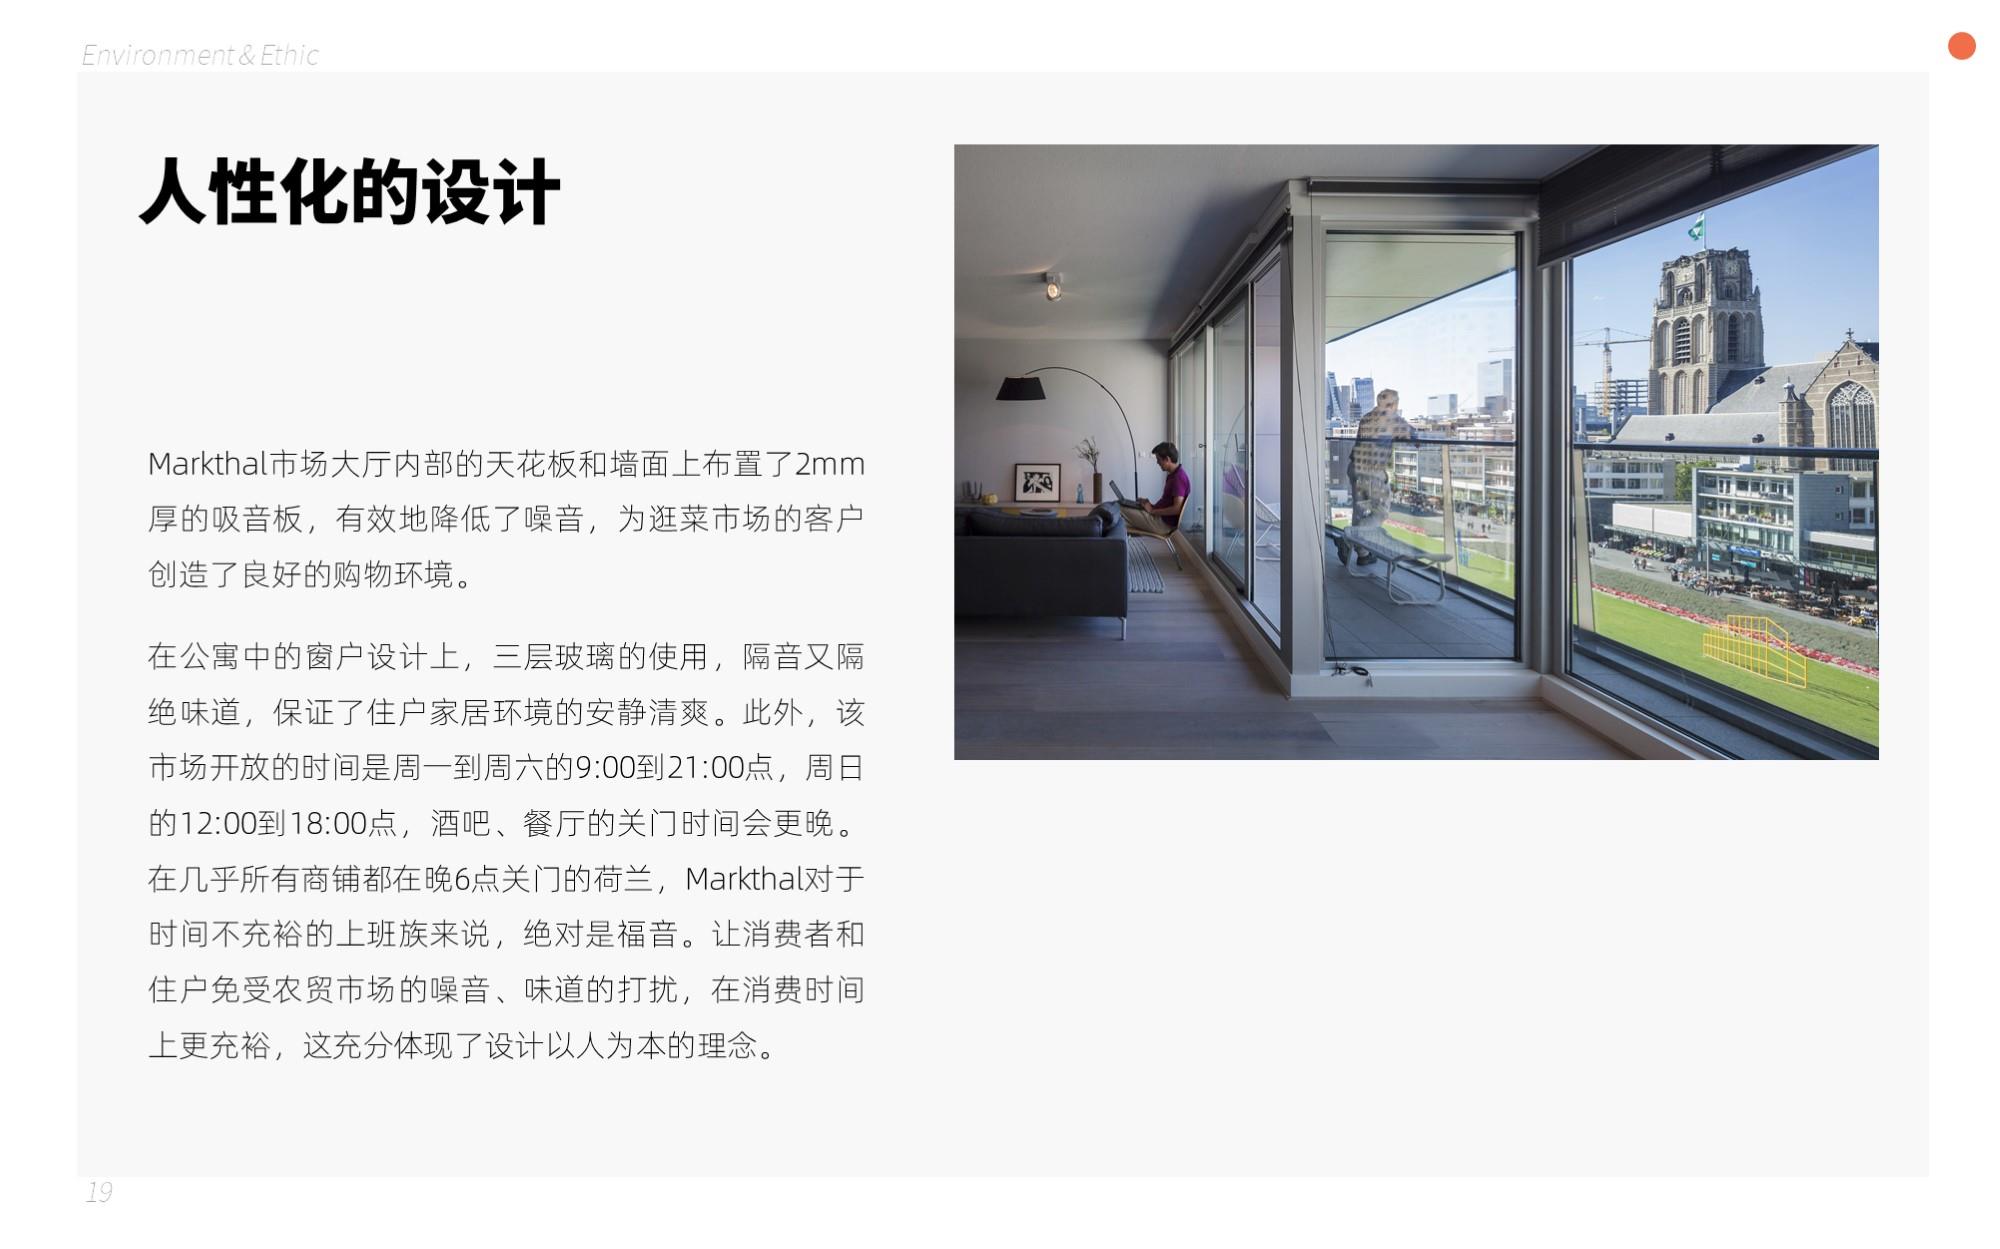 Environment & Ethic
人性化的设计
Markthal市场大厅内部的天花板和墙面上布置了2mm
厚的吸音板，有效地降低了噪音，为逛菜市场的客户
创造了良好的购物环境。
在公寓中的窗户设计上，三层玻璃的使用，隔音又隔
绝味道，保证了住户家居环境的安静清爽。此外，该
市场开放的时间是周一到周六的9:00到21:00点，周日
的12:00到18:00点，酒吧、餐厅的关门时间会更晚。
在几乎所有商铺都在晚6点关门的荷兰，Markthal对于
时间不充裕的上班族来说，绝对是福音。让消费者和
住户免受农贸市场的噪音、味道的打扰，在消费时间
上更充裕，这充分体现了设计以人为本的理念。
19